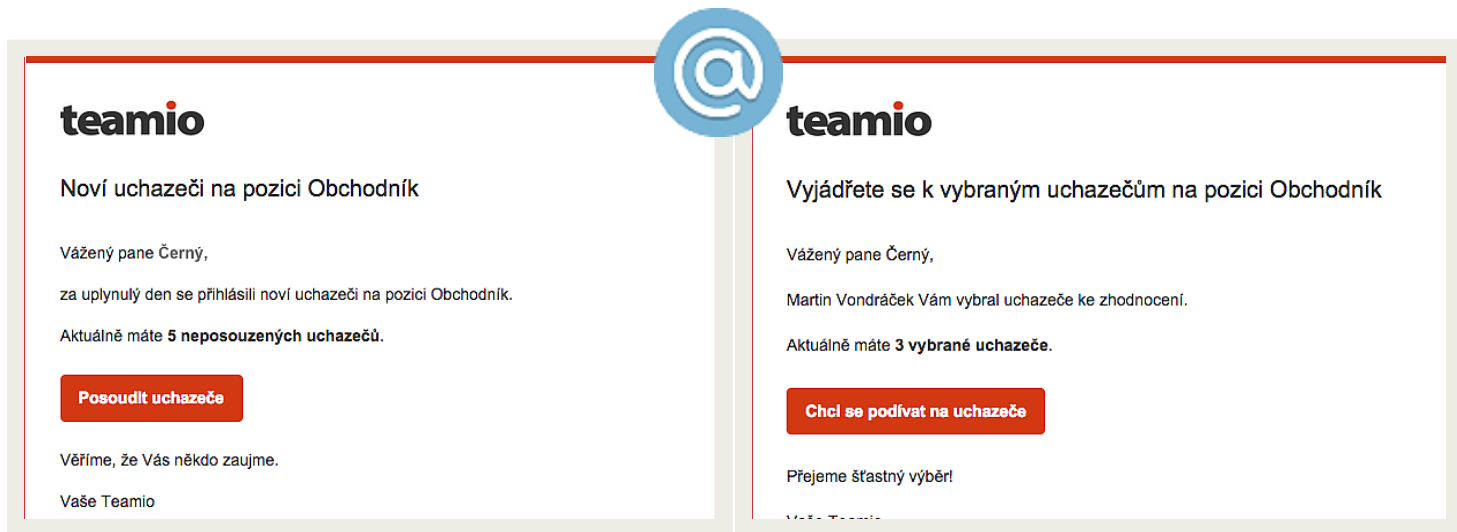 @
teamio
Noví uchazeči na pozici Obchodník
Vážený pane Černý,
za uplynulý den se přihlásili noví uchazeči na pozici Obchodník.
Aktuálně máte 5 neposouzených uchazečů.
Posoudit uchazeče
Věříme, že Vás někdo zaujme.
Vaše Teamio
teamio
Vyjádřete se k vybraným uchazečům na pozici Obchodník
Vážený pane Černý,
Martin Vondráček Vám vybral uchazeče ke zhodnocení.
Aktuálně máte 3 vybrané uchazeče.
Chci se podívat na uchazeče
Přejeme šťastný výběr!
Vaše Teamio